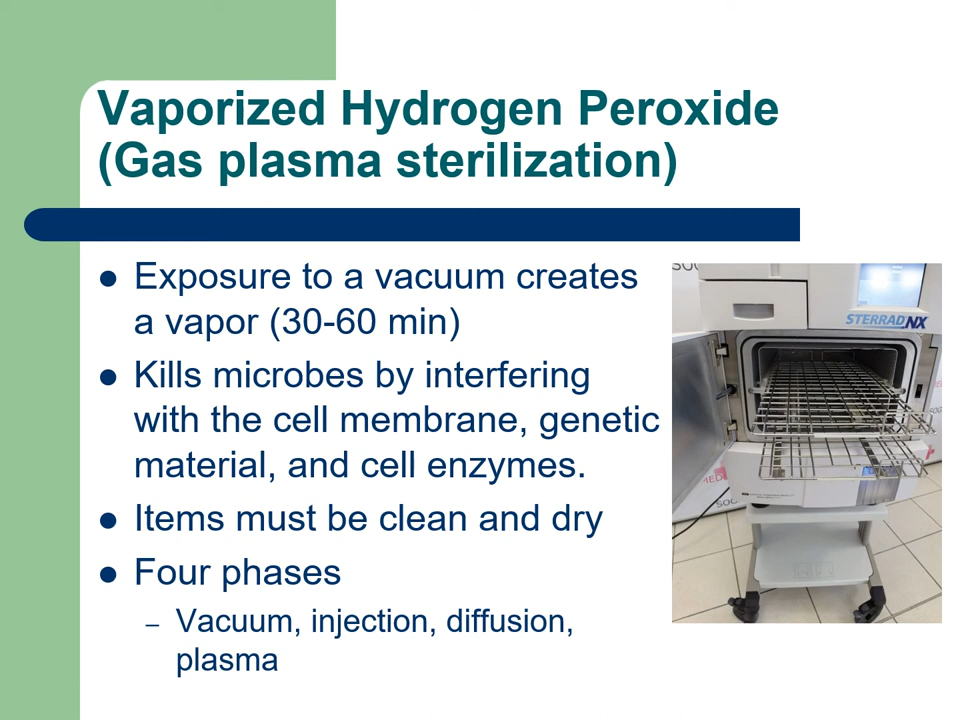 Vaporized Hydrogen Peroxide
(Gas plasma sterilization)
● Exposure to a vacuum creates
a vapor (30-60 min)
● Kills microbes by interfering
with the cell membrane, genetic
material, and cell enzymes.
● Items must be clean and dry
● Four phases
– Vacuum, injection, diffusion,
plasma
STERRAD NX